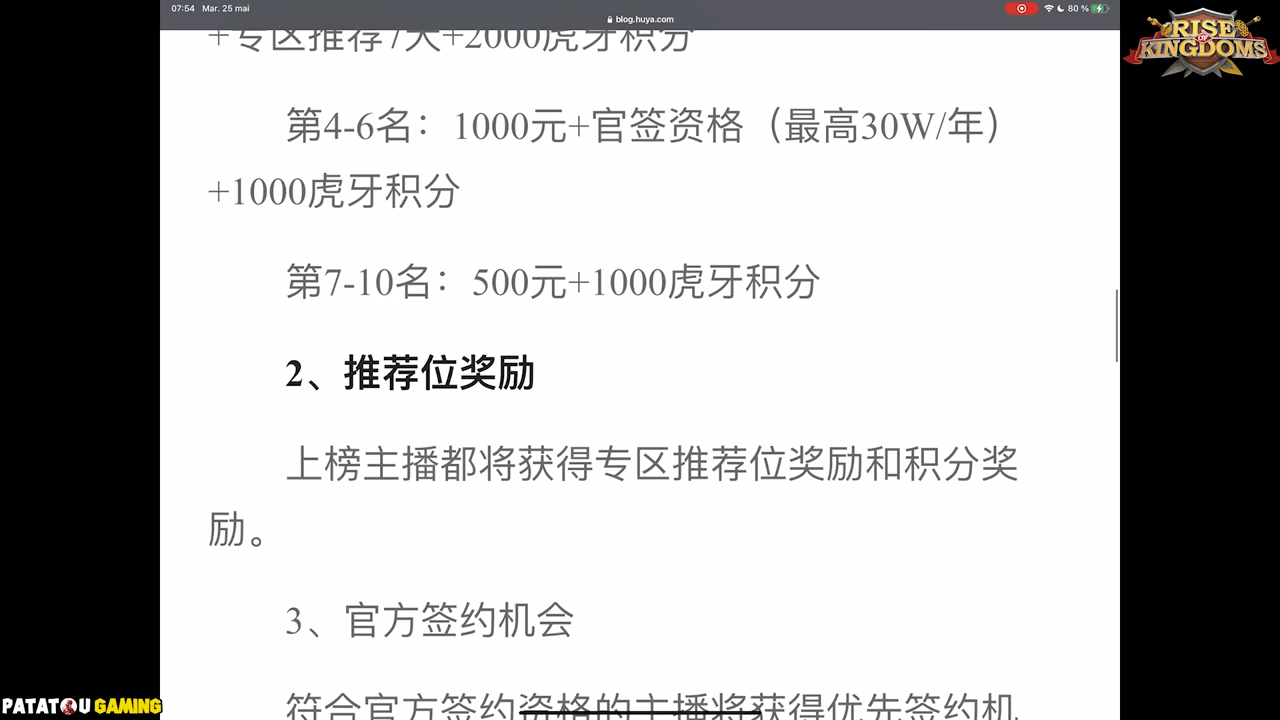 07:54 Mar. 25 mai
80 %
blog.huya.com
RISE OF KINGDOMS
+专区推荐 /天+2000虎牙积分
第4-6名：1000元+官签资格（最高30W/年）
+1000虎牙积分
第7-10名：500元+1000虎牙积分
2、推荐位奖励
上榜主播都将获得专区推荐位奖励和积分奖
励。
3、官方签约机会
符合官方签约资格的主播将获得优先签约机
PATATOU GAMING